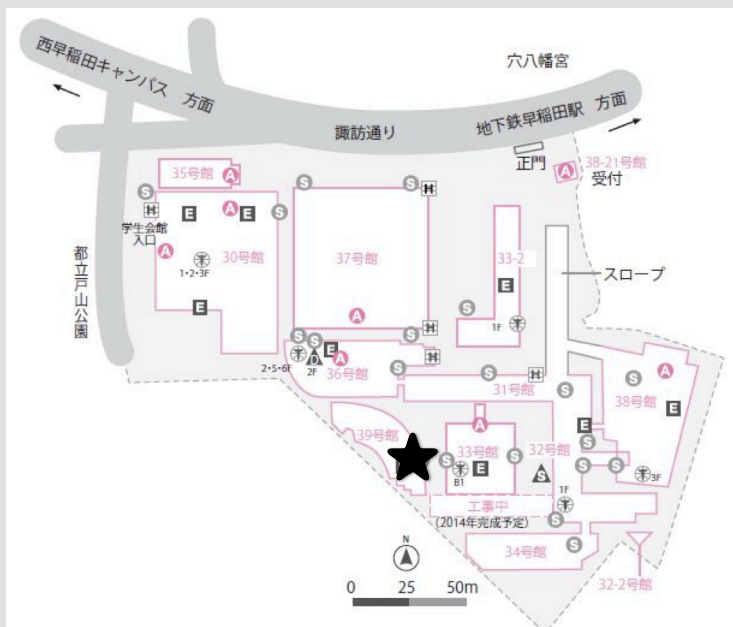 西早稲田キャンパス 方面
穴八幡宮
諏訪通り
地下鉄早稲田駅 方面
正門
38-21号館
受付
35号館
A
S
S
S
H
学生会館
入口
E
A
E
S
A
30号館
1・2・3F
E
都立戸山公園
37号館
H
A
33-2
スロープ
E
S
1F
H
S
S
S
2・5・6F
2F
E
A
36号館
H
S
S
31号館
H
S
S
A
38号館
E
39号館
A
33号館
S
S
B1
E
32号館
S
E
S
S
S
3F
1F
工事中
(2014年完成予定)
S
34号館
S
32-2号館
N
0 25 50m